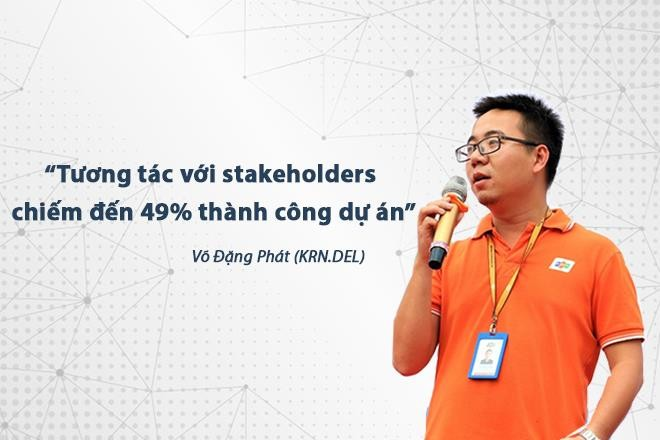 “Tương tác với stakeholders
chiếm đến 49% thành công dự án”
Võ Đặng Phát (KRN.DEL)